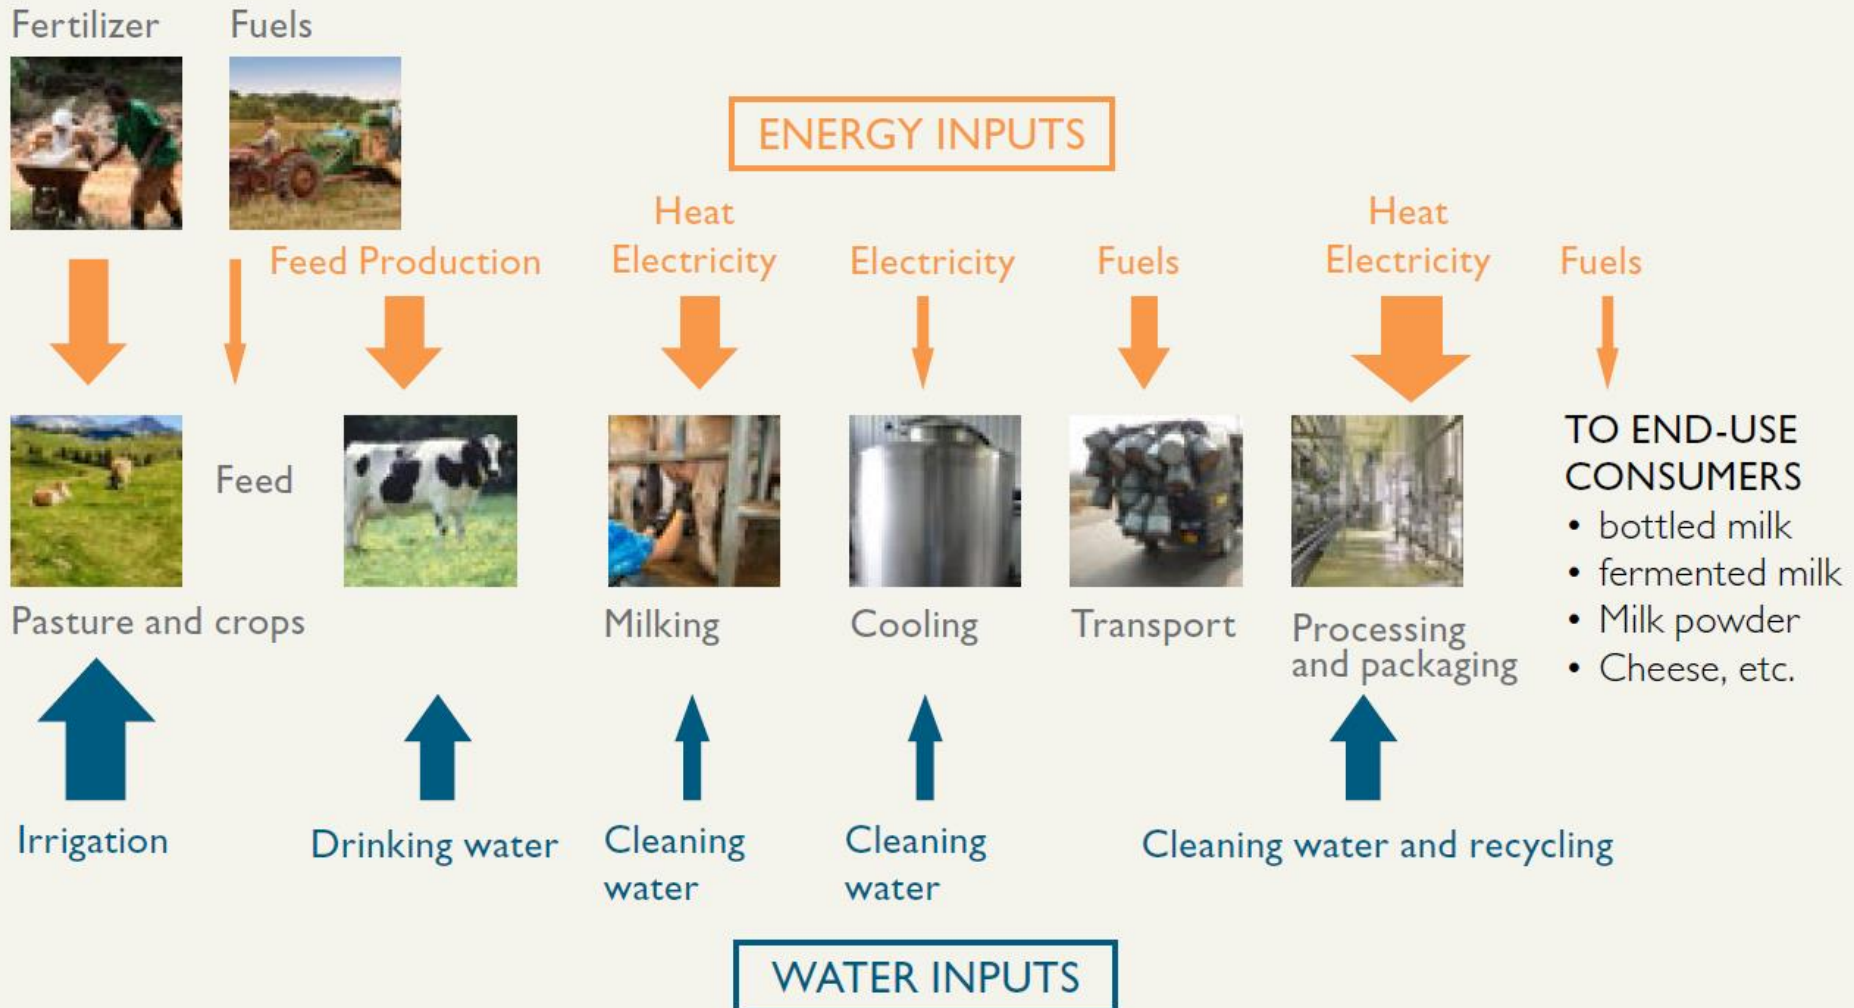 Fertilizer
Fuels
ENERGY INPUTS
Feed Production
Heat
Electricity
Electricity
Fuels
Heat
Electricity
Fuels
Pasture and crops
Feed
Milking
Cooling
Transport
Processing
and packaging
TO END-USE
CONSUMERS
• bottled milk
• fermented milk
• Milk powder
• Cheese, etc.
Irrigation
Drinking water
Cleaning
water
Cleaning
water
Cleaning water and recycling
WATER INPUTS